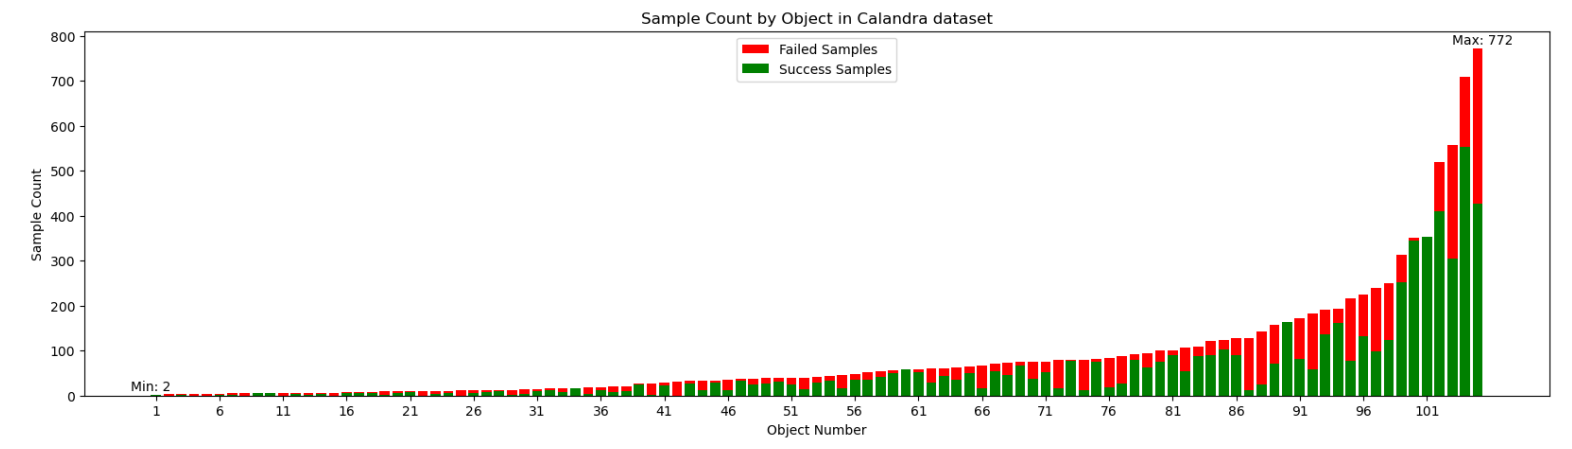 Sample Count by Object in Calandra dataset
Failed Samples
Success Samples
Max: 772
Min: 2
Sample Count
800
700
600
500
400
300
200
100
0
1 6 11 16 21 26 31 36 41 46 51 56 61 66 71 76 81 86 91 96 101
Object Number